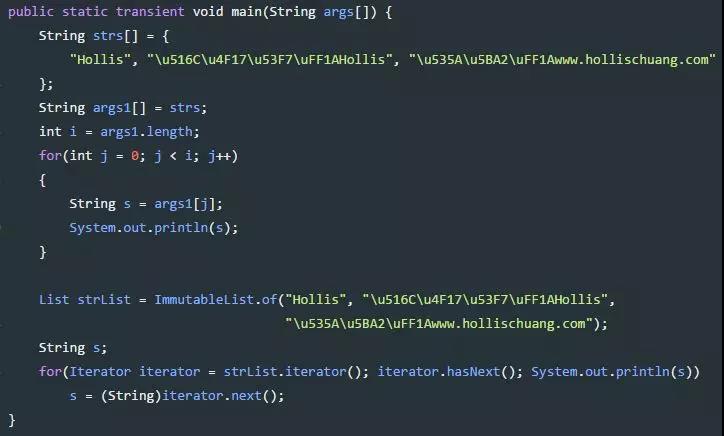 public static transient void main(String args[]) {
    String strs[] = {
        "Hollis", "\u516C\u4F17\u53F7\uFF1AHollis", "\u535A\u5BA2\uFF1Awww.hollischuang.com"
    };
    String args1[] = strs;
    int i = args1.length;
    for(int j = 0; j < i; j++)
    {
        String s = args1[j];
        System.out.println(s);
    }

    List strList = ImmutableList.of("Hollis", "\u516C\u4F17\u53F7\uFF1AHollis",
                                    "\u535A\u5BA2\uFF1Awww.hollischuang.com");
    String s;
    for(Iterator iterator = strList.iterator(); iterator.hasNext(); System.out.println(s))
        s = (String)iterator.next();
}